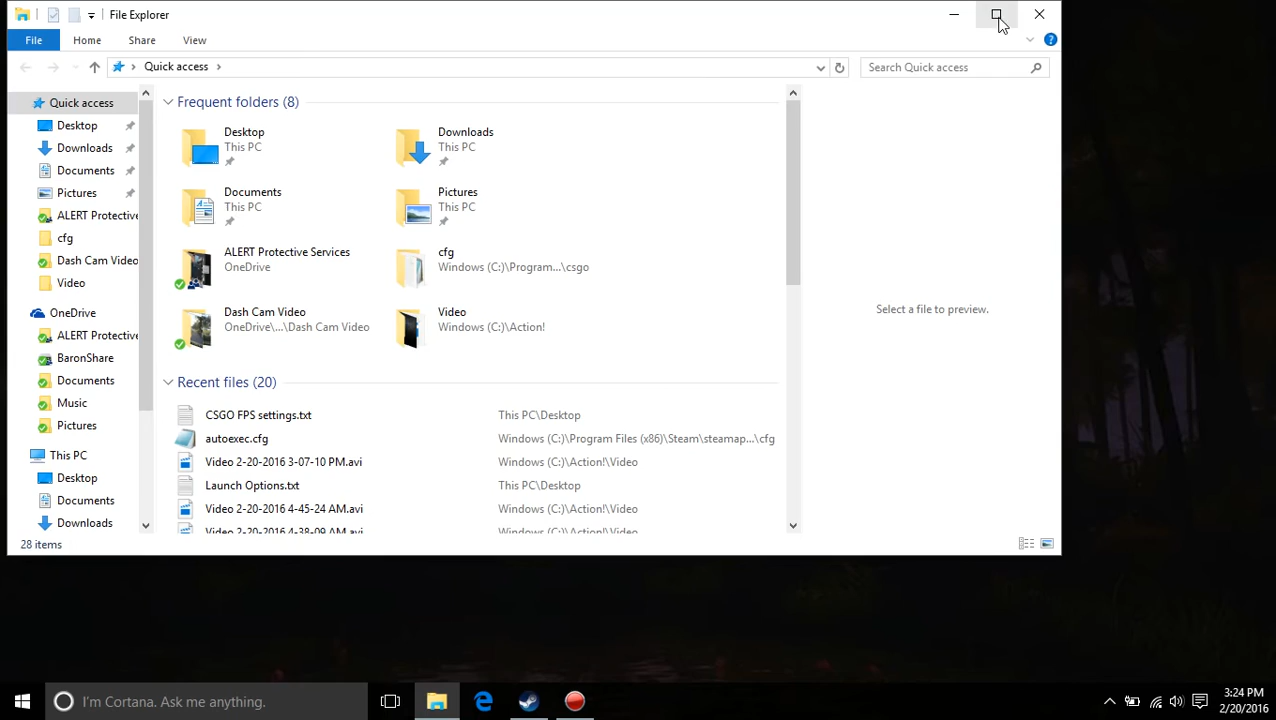 File Explorer
File Home Share View
Quick access
Search Quick access
Quick access
Desktop
Downloads
Documents
Pictures
ALERT Protective
cfg
Dash Cam Video
Video
OneDrive
ALERT Protective
BaronShare
Documents
Music
Pictures
This PC
Desktop
Documents
Downloads
Frequent folders (8)
Desktop
This PC
Downloads
This PC
Documents
This PC
Pictures
This PC
ALERT Protective Services
OneDrive
cfg
Windows (C:)\Program...\csgo
Dash Cam Video
OneDrive\...\Dash Cam Video
Video
Windows (C:)\Action!
Recent files (20)
CSGO FPS settings.txt This PC\Desktop
autoexec.cfg Windows (C:)\Program Files (x86)\Steam\steamap...\cfg
Video 2-20-2016 3-07-10 PM.avi Windows (C:)\Action!\Video
Launch Options.txt This PC\Desktop
Video 2-20-2016 4-45-24 AM.avi Windows (C:)\Action!\Video
Video 2-20-2016 4-38-09 AM.avi Windows (C:)\Action!\Video
Select a file to preview.
28 items
I'm Cortana. Ask me anything.
3:24 PM
2/20/2016